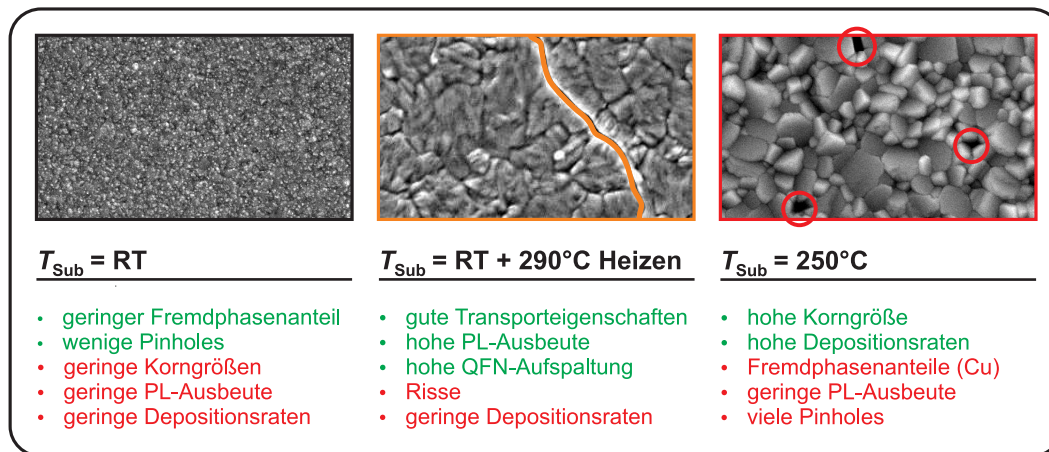 T_Sub = RT
• geringer Fremdphasenanteil
• wenige Pinholes
• geringe Korngrößen
• geringe PL-Ausbeute
• geringe Depositionsraten
T_Sub = RT + 290°C Heizen
• gute Transporteigenschaften
• hohe PL-Ausbeute
• hohe QFN-Aufspaltung
• Risse
• geringe Depositionsraten
T_Sub = 250°C
• hohe Korngröße
• hohe Depositionsraten
• Fremdphasenanteile (Cu)
• geringe PL-Ausbeute
• viele Pinholes